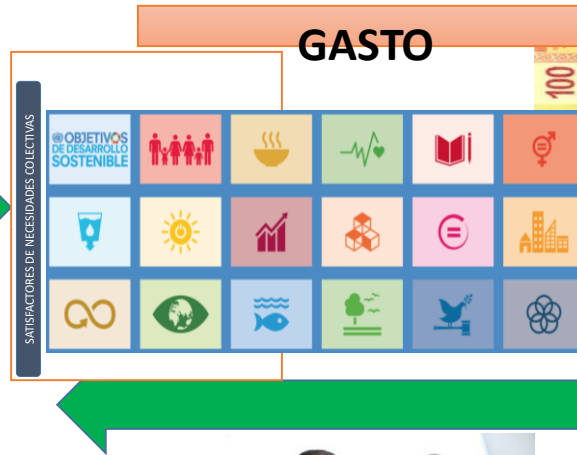 GASTO
100
SATISFACTORES DE NECESIDADES COLECTIVAS
OBJETIVOS
DE DESARROLLO
SOSTENIBLE